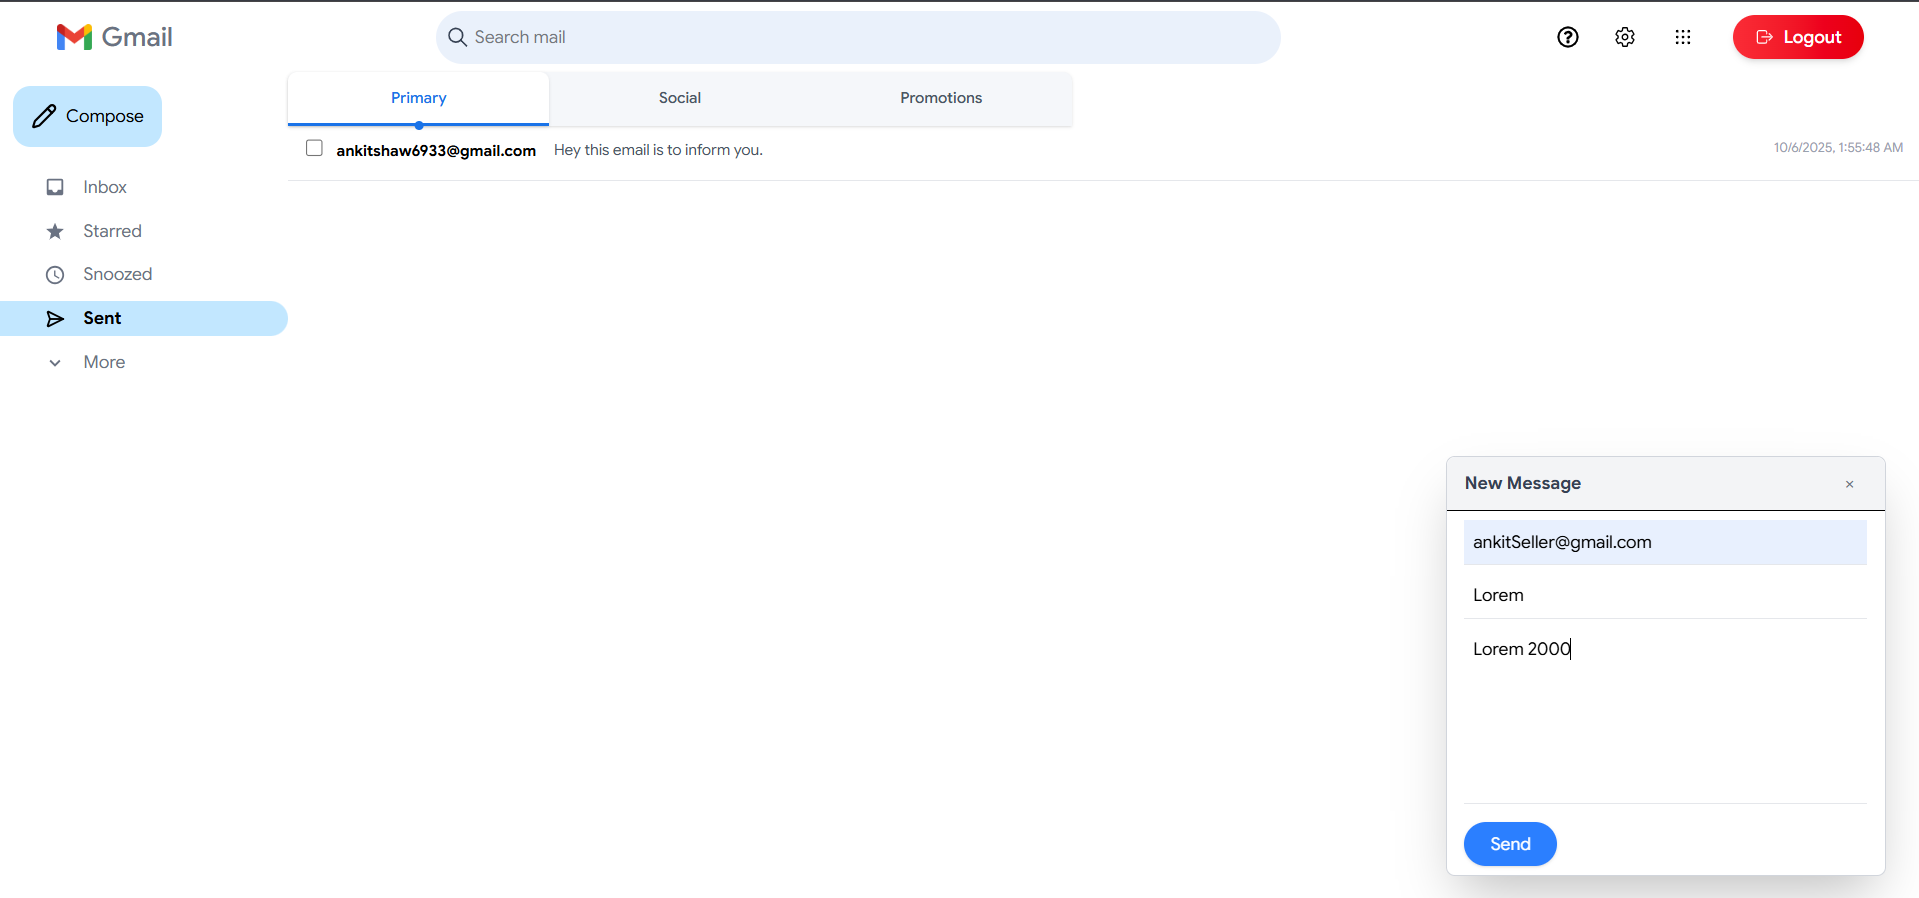 Gmail
Search mail
Logout
Compose
Primary
Social
Promotions
ankitshaw6933@gmail.com Hey this email is to inform you. 10/6/2025, 1:55:48 AM
Inbox
Starred
Snoozed
Sent
More
New Message ×
ankitSeller@gmail.com
Lorem
Lorem 2000
Send